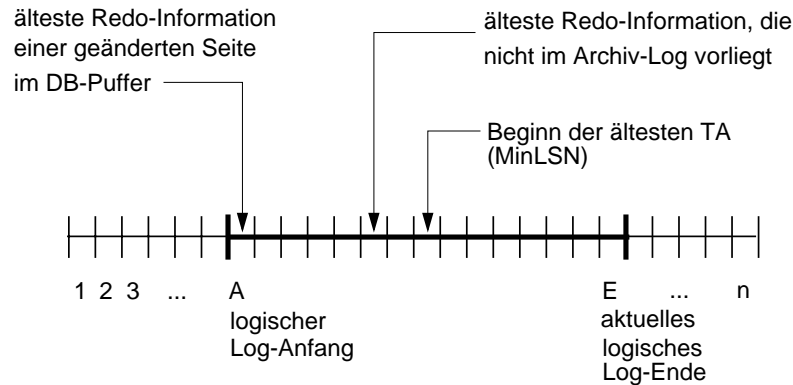 älteste Redo-Information
einer geänderten Seite
im DB-Puffer
älteste Redo-Information, die
nicht im Archiv-Log vorliegt
Beginn der ältesten TA
(MinLSN)
1 2 3 ... A E ... n
logischer
Log-Anfang
aktuelles
logisches
Log-Ende